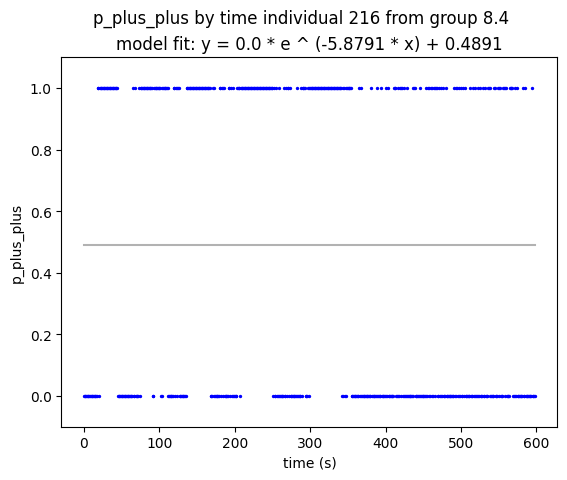 p_plus_plus by time individual 216 from group 8.4
model fit: y = 0.0 * e ^ (-5.8791 * x) + 0.4891
1.0
0.8
0.6
0.4
0.2
0.0
p_plus_plus
0 100 200 300 400 500 600
time (s)